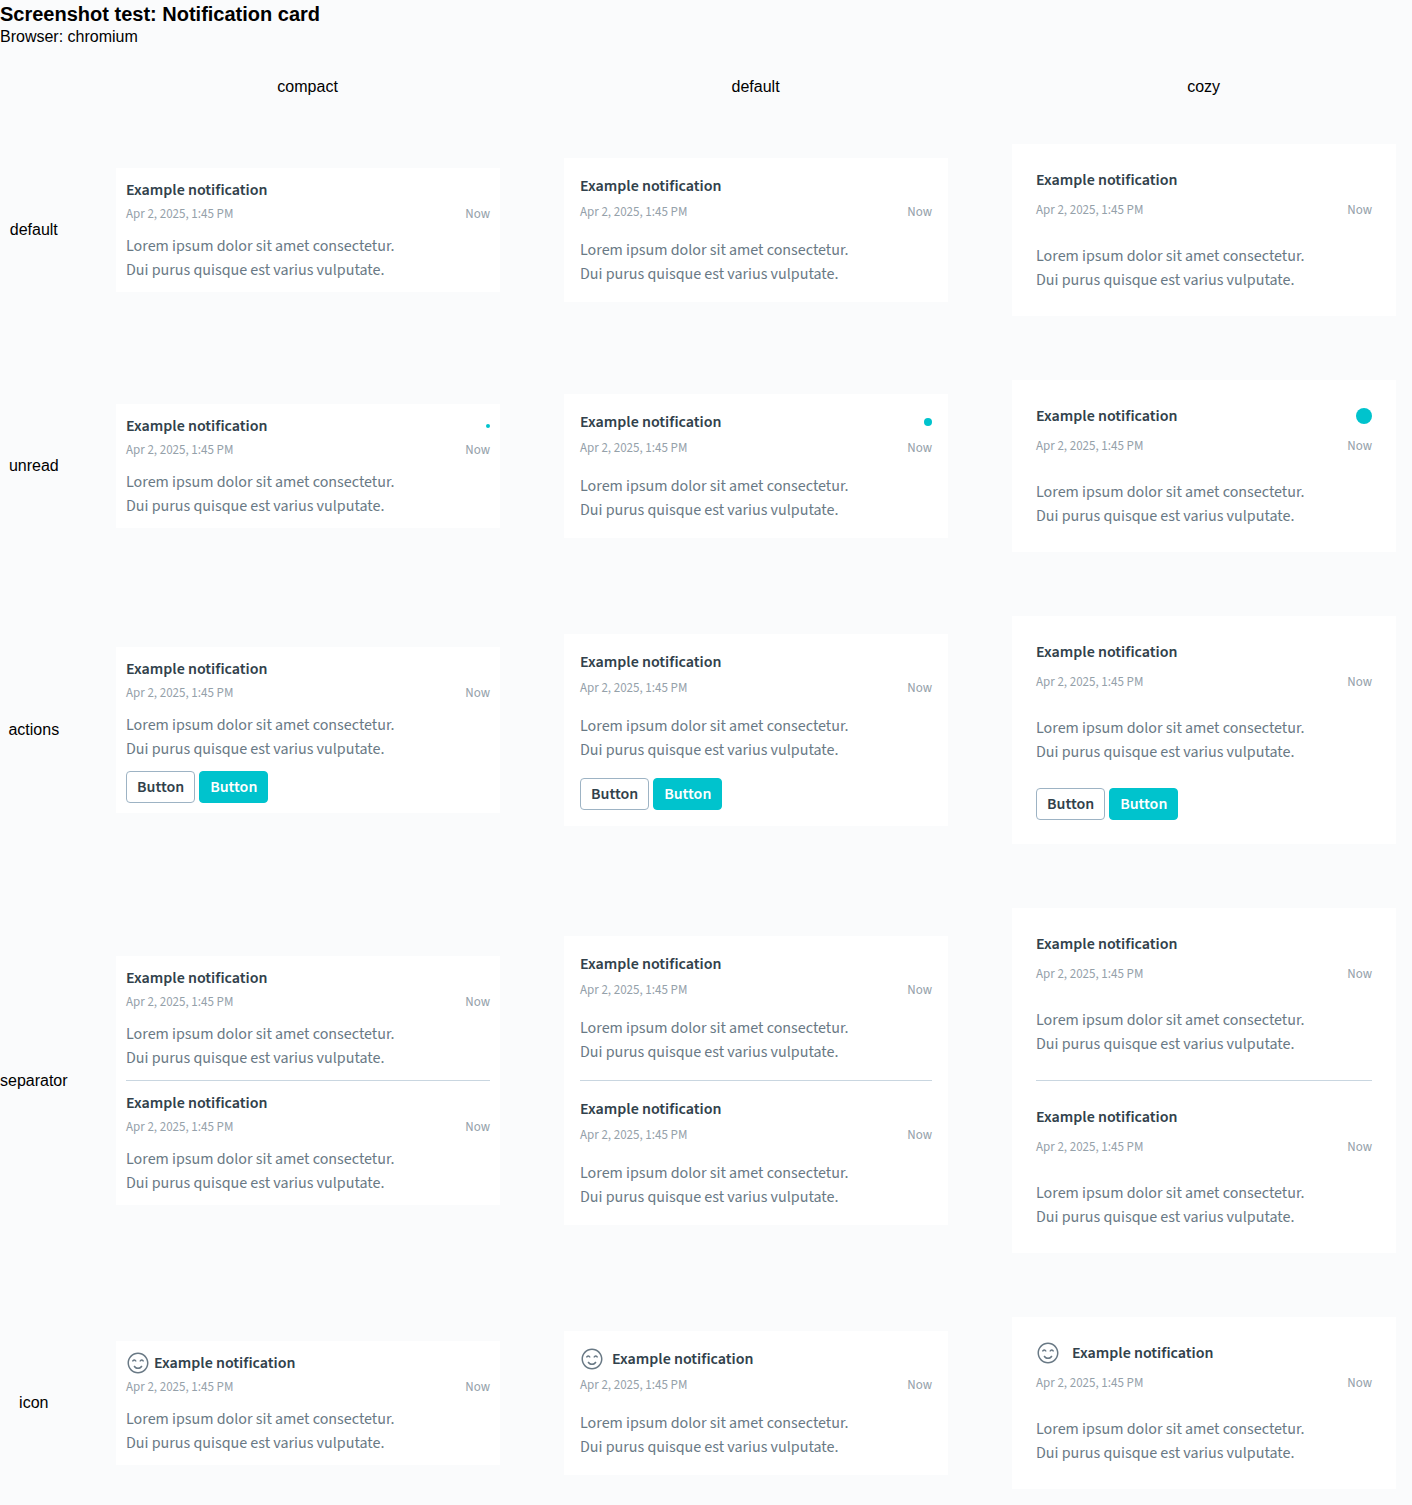 Screenshot test: Notification card
Browser: chromium
compact default cozy
default
Example notification
Apr 2, 2025, 1:45 PM Now
Lorem ipsum dolor sit amet consectetur.
Dui purus quisque est varius vulputate.
Example notification
Apr 2, 2025, 1:45 PM Now
Lorem ipsum dolor sit amet consectetur.
Dui purus quisque est varius vulputate.
Example notification
Apr 2, 2025, 1:45 PM Now
Lorem ipsum dolor sit amet consectetur.
Dui purus quisque est varius vulputate.
unread
Example notification
Apr 2, 2025, 1:45 PM Now
Lorem ipsum dolor sit amet consectetur.
Dui purus quisque est varius vulputate.
Example notification
Apr 2, 2025, 1:45 PM Now
Lorem ipsum dolor sit amet consectetur.
Dui purus quisque est varius vulputate.
Example notification
Apr 2, 2025, 1:45 PM Now
Lorem ipsum dolor sit amet consectetur.
Dui purus quisque est varius vulputate.
actions
Example notification
Apr 2, 2025, 1:45 PM Now
Lorem ipsum dolor sit amet consectetur.
Dui purus quisque est varius vulputate.
Button Button
Example notification
Apr 2, 2025, 1:45 PM Now
Lorem ipsum dolor sit amet consectetur.
Dui purus quisque est varius vulputate.
Button Button
Example notification
Apr 2, 2025, 1:45 PM Now
Lorem ipsum dolor sit amet consectetur.
Dui purus quisque est varius vulputate.
Button Button
separator
Example notification
Apr 2, 2025, 1:45 PM Now
Lorem ipsum dolor sit amet consectetur.
Dui purus quisque est varius vulputate.
Example notification
Apr 2, 2025, 1:45 PM Now
Lorem ipsum dolor sit amet consectetur.
Dui purus quisque est varius vulputate.
Example notification
Apr 2, 2025, 1:45 PM Now
Lorem ipsum dolor sit amet consectetur.
Dui purus quisque est varius vulputate.
Example notification
Apr 2, 2025, 1:45 PM Now
Lorem ipsum dolor sit amet consectetur.
Dui purus quisque est varius vulputate.
Example notification
Apr 2, 2025, 1:45 PM Now
Lorem ipsum dolor sit amet consectetur.
Dui purus quisque est varius vulputate.
Example notification
Apr 2, 2025, 1:45 PM Now
Lorem ipsum dolor sit amet consectetur.
Dui purus quisque est varius vulputate.
icon
Example notification
Apr 2, 2025, 1:45 PM Now
Lorem ipsum dolor sit amet consectetur.
Dui purus quisque est varius vulputate.
Example notification
Apr 2, 2025, 1:45 PM Now
Lorem ipsum dolor sit amet consectetur.
Dui purus quisque est varius vulputate.
Example notification
Apr 2, 2025, 1:45 PM Now
Lorem ipsum dolor sit amet consectetur.
Dui purus quisque est varius vulputate.